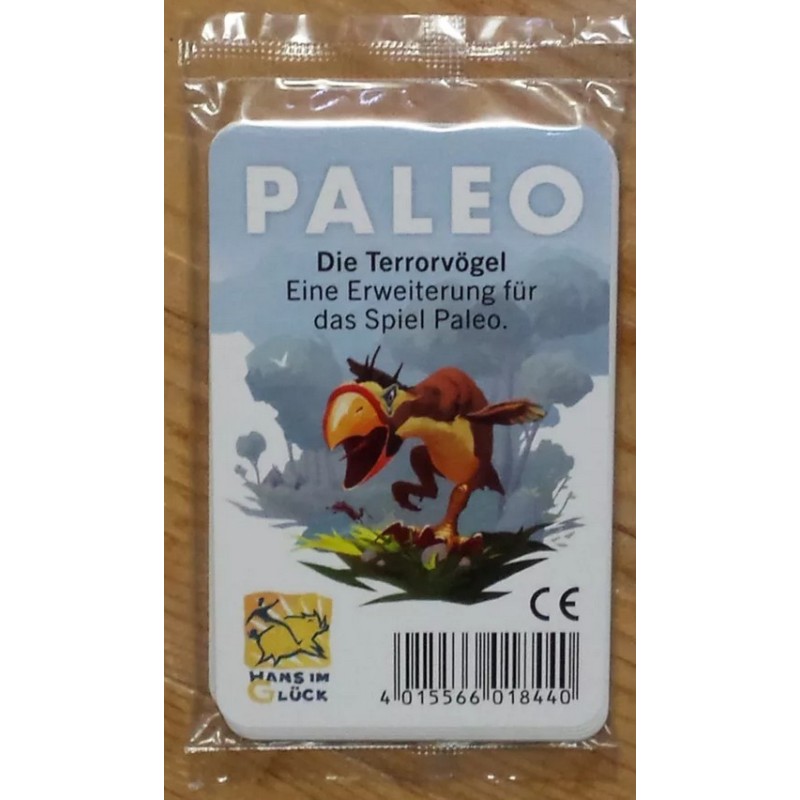 PALEO
Die Terrorvögel
Eine Erweiterung für
das Spiel Paleo.
CE
HANS IM
GLÜCK
4 015566 018440